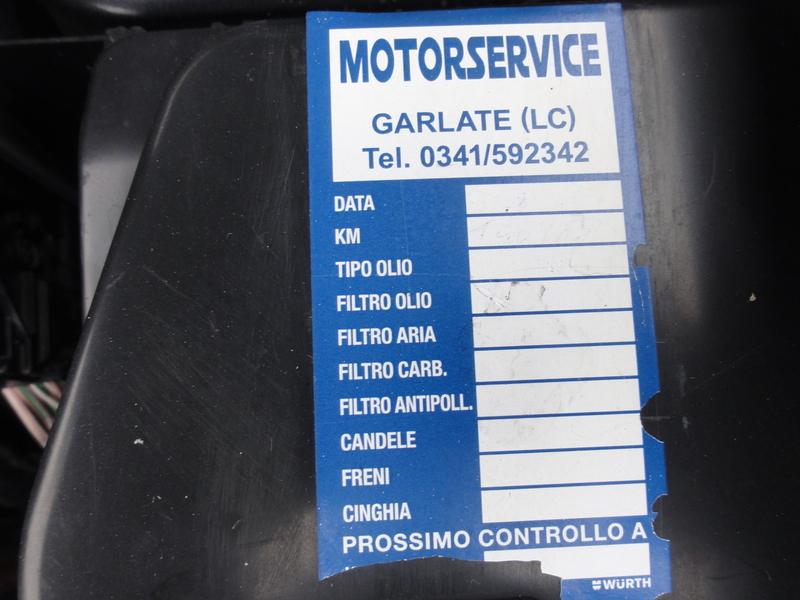 MOTORSERVICE
GARLATE (LC)
Tel. 0341/592342
DATA
KM
TIPO OLIO
FILTRO OLIO
FILTRO ARIA
FILTRO CARB.
FILTRO ANTIPOLL.
CANDELE
FRENI
CINGHIA
PROSSIMO CONTROLLO A
WÜRTH